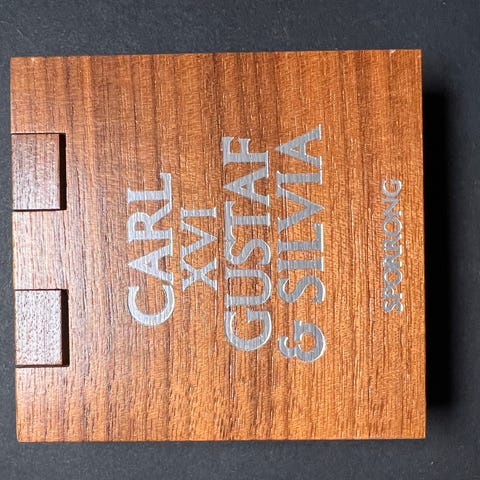 CARL
XVI
GUSTAF
& SILVIA
SPORRONG